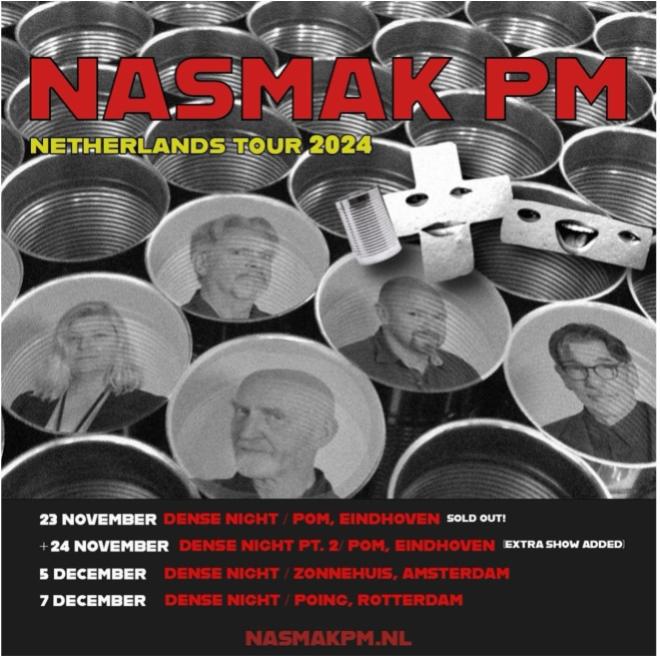 NASMAK PM
NETHERLANDS TOUR 2024
23 NOVEMBER DENSE NIGHT / POM, EINDHOVEN SOLD OUT!
+24 NOVEMBER DENSE NIGHT PT. 2/ POM, EINDHOVEN (EXTRA SHOW ADDED)
5 DECEMBER DENSE NIGHT / ZONNEHUIS, AMSTERDAM
7 DECEMBER DENSE NIGHT / POING, ROTTERDAM
NASMAKPM.NL